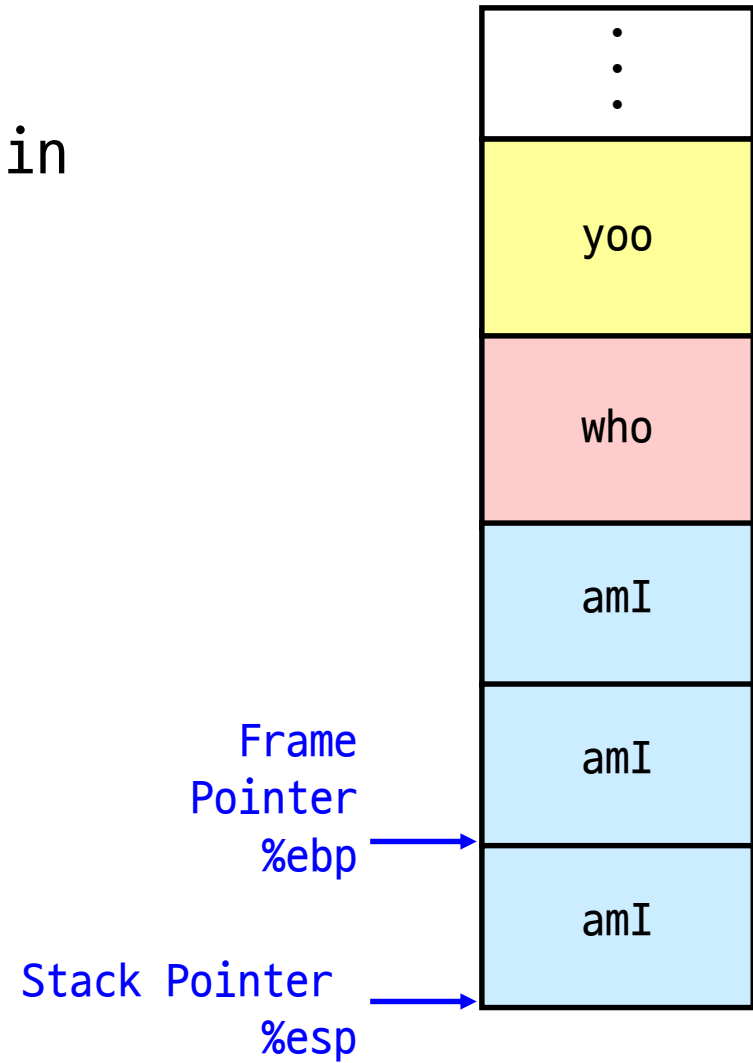 in
yoo
who
amI
Frame
Pointer
%ebp
amI
amI
Stack Pointer
%esp